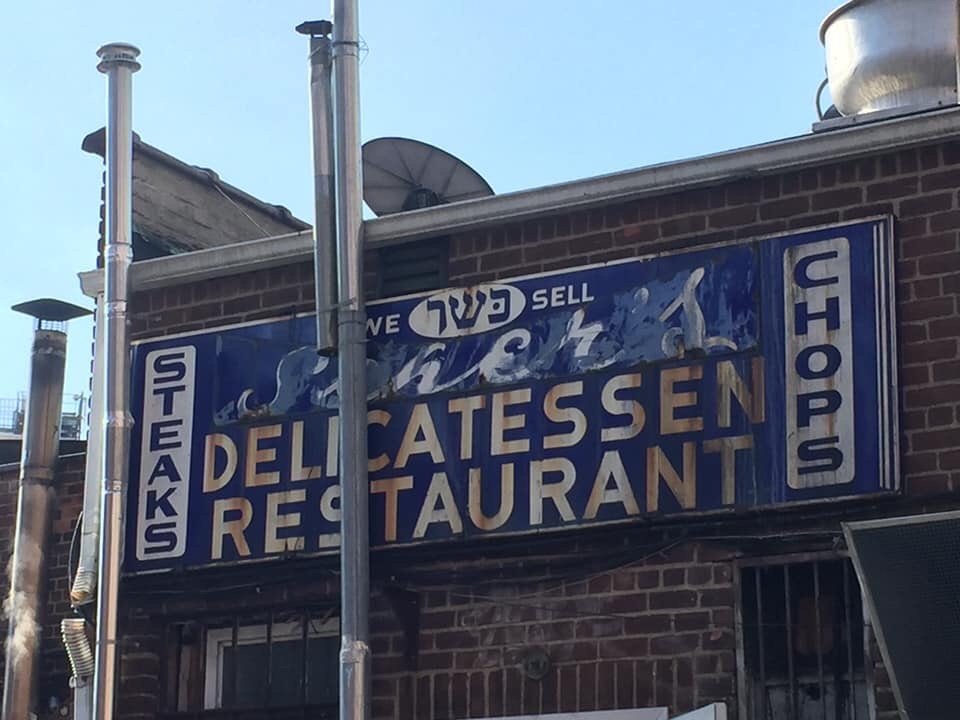 STEAKS
WE כשר SELL
DELICATESSEN
RESTAURANT
CHOPS